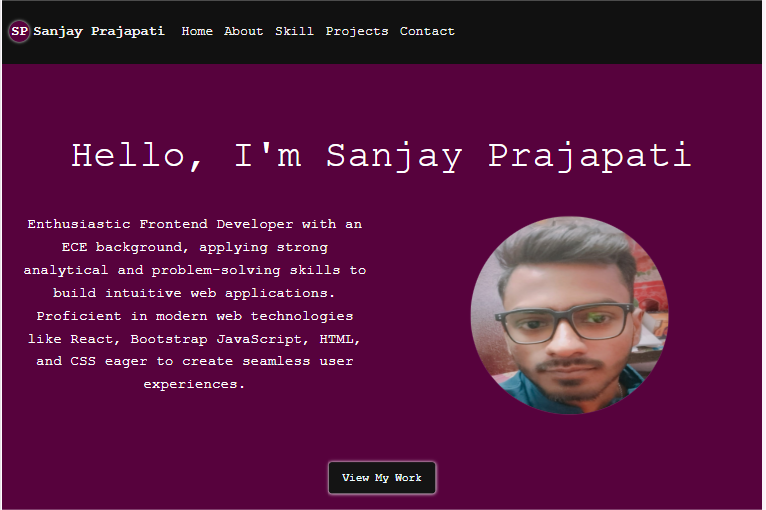 SP Sanjay Prajapati Home About Skill Projects Contact
Hello, I'm Sanjay Prajapati
Enthusiastic Frontend Developer with an
ECE background, applying strong
analytical and problem-solving skills to
build intuitive web applications.
Proficient in modern web technologies
like React, Bootstrap JavaScript, HTML,
and CSS eager to create seamless user
experiences.
View My Work